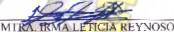 MTRA. IRMA LETICIA REYNOSO